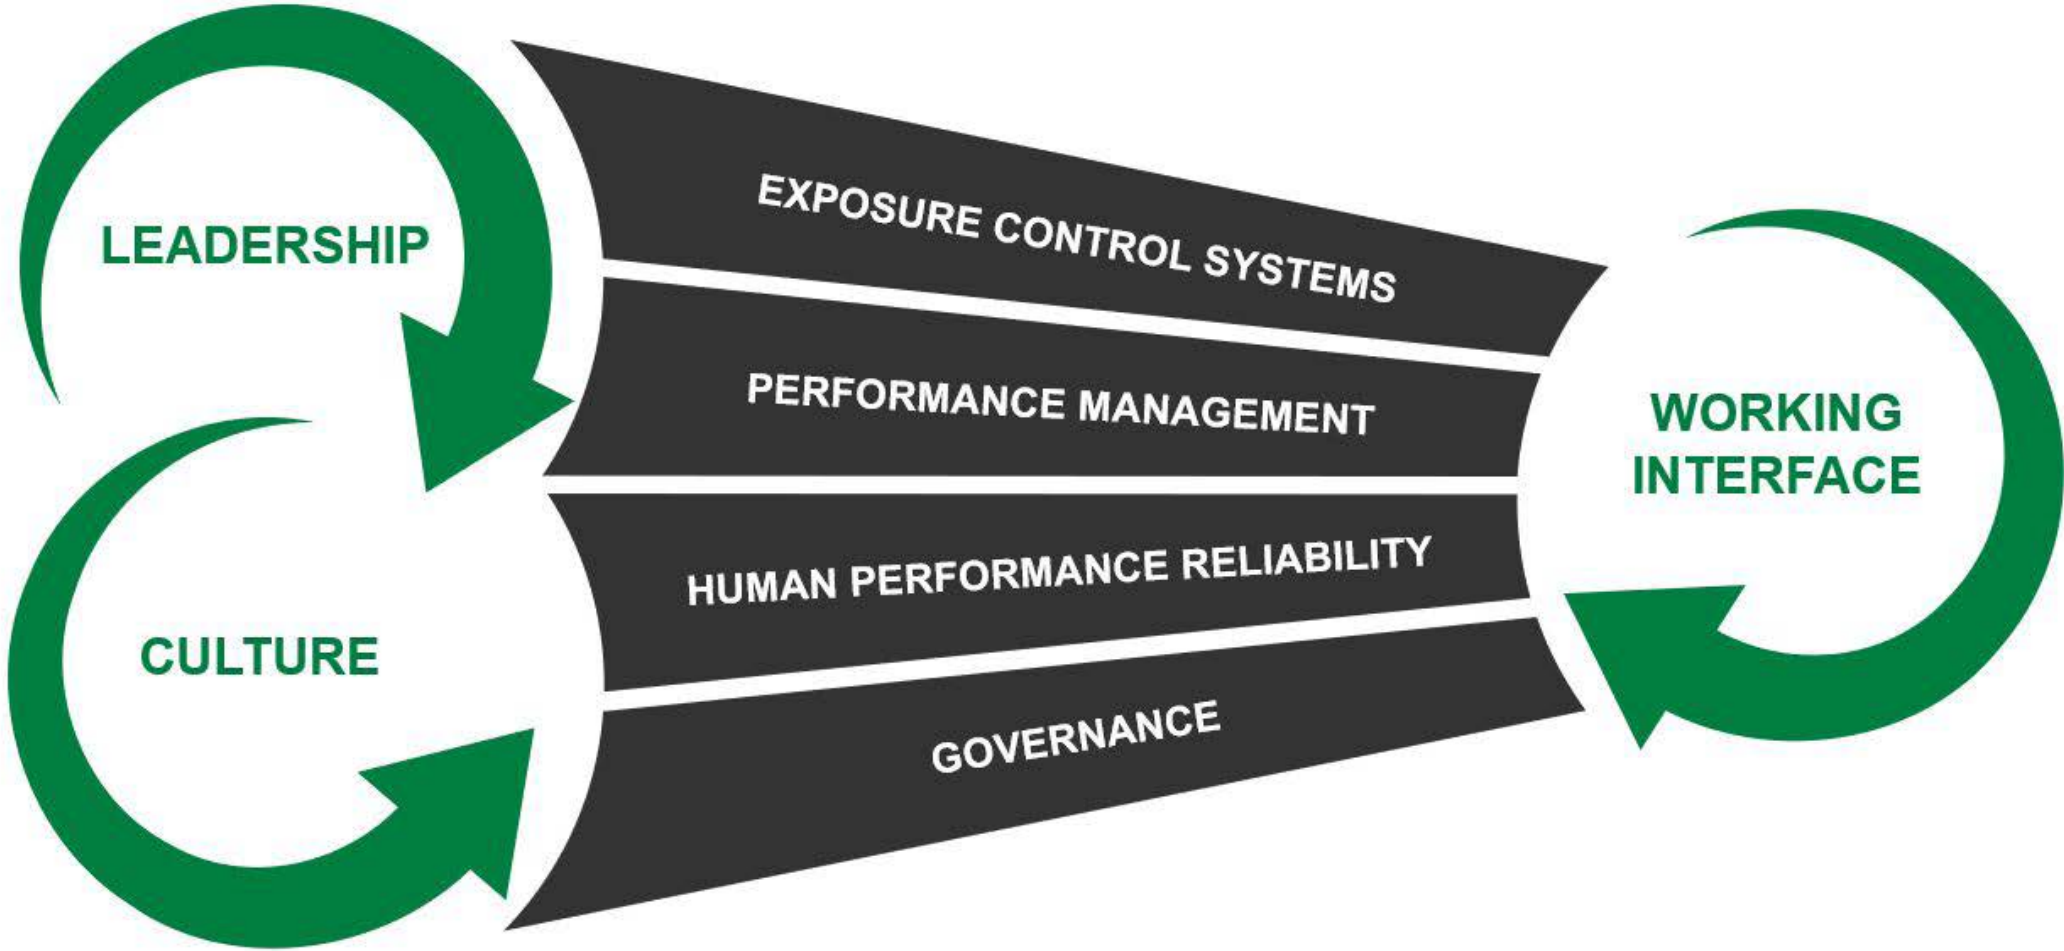 LEADERSHIP
CULTURE
EXPOSURE CONTROL SYSTEMS
PERFORMANCE MANAGEMENT
HUMAN PERFORMANCE RELIABILITY
GOVERNANCE
WORKING
INTERFACE